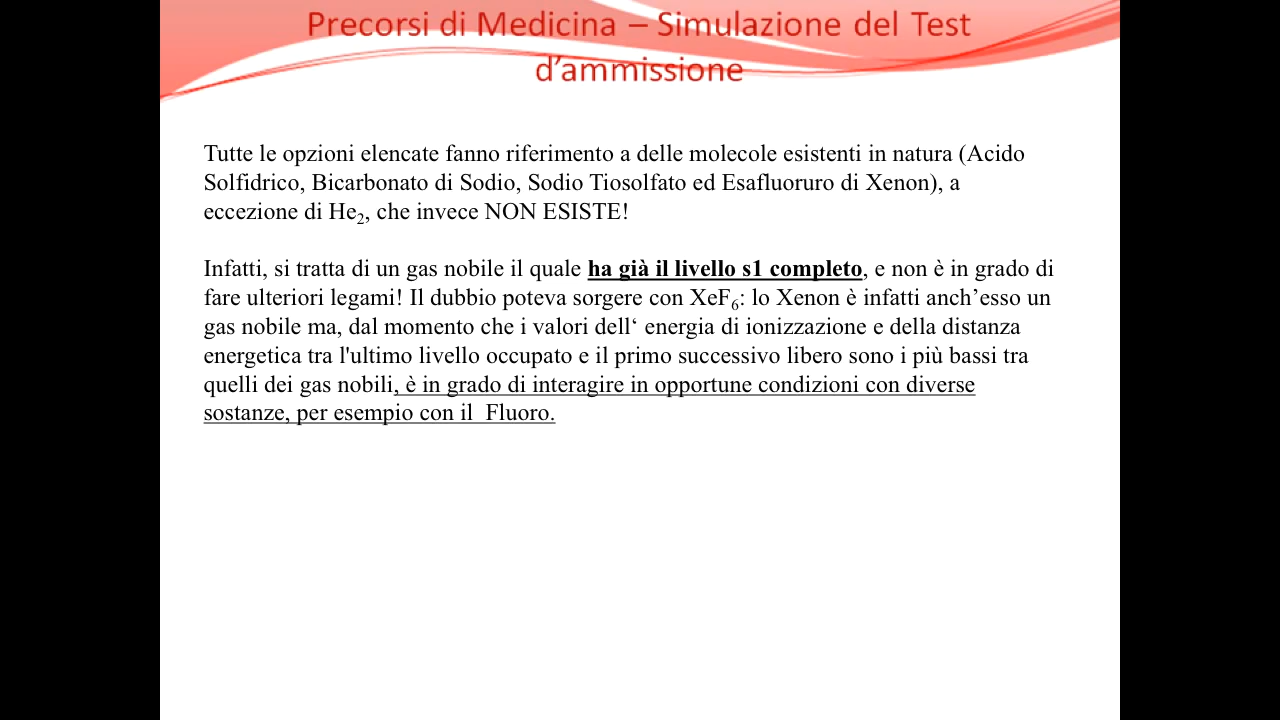 Precorsi di Medicina – Simulazione del Test
d’ammissione
Tutte le opzioni elencate fanno riferimento a delle molecole esistenti in natura (Acido
Solfidrico, Bicarbonato di Sodio, Sodio Tiosolfato ed Esafluoruro di Xenon), a
eccezione di He₂, che invece NON ESISTE!
Infatti, si tratta di un gas nobile il quale ha già il livello s1 completo, e non è in grado di
fare ulteriori legami! Il dubbio poteva sorgere con XeF₆: lo Xenon è infatti anch’esso un
gas nobile ma, dal momento che i valori dell‘ energia di ionizzazione e della distanza
energetica tra l'ultimo livello occupato e il primo successivo libero sono i più bassi tra
quelli dei gas nobili, è in grado di interagire in opportune condizioni con diverse
sostanze, per esempio con il  Fluoro.